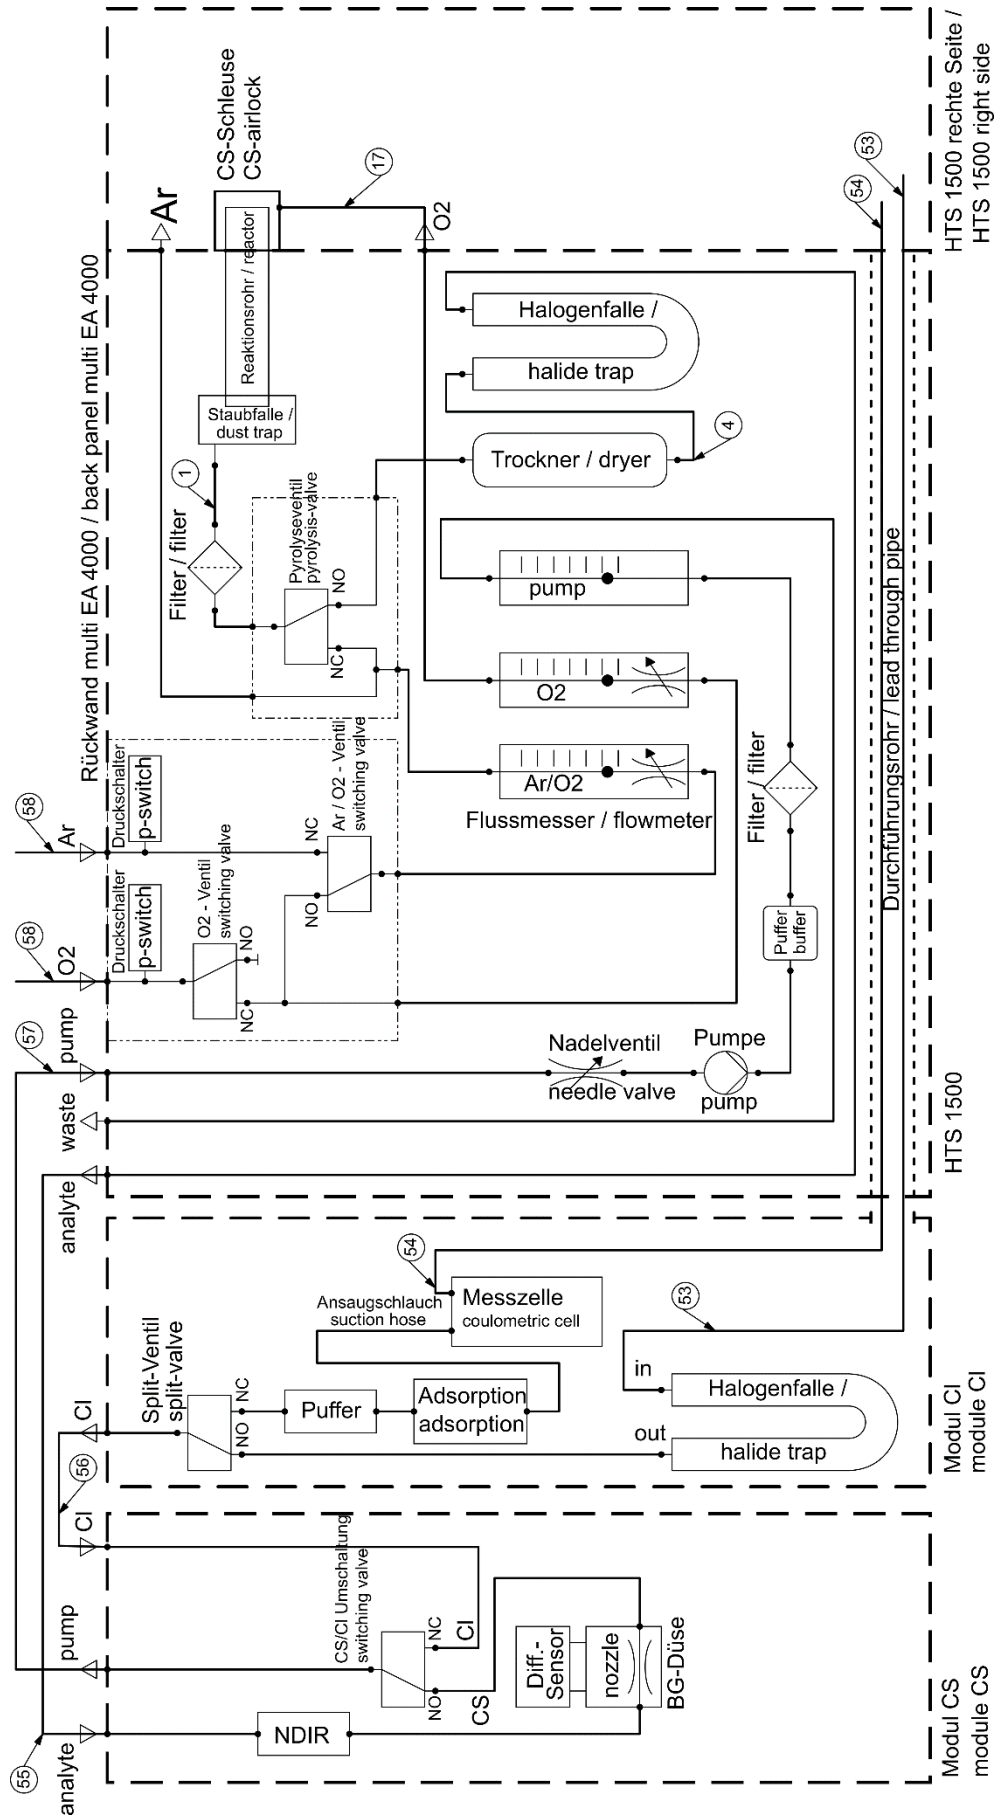 HTS 1500 rechte Seite /
HTS 1500 right side
CS-Schleuse
CS-airlock
Ar
17
O2
54
53
Rückwand multi EA 4000 / back panel multi EA 4000
Reaktionsrohr / reactor
Staubfalle /
dust trap
1
Filter / filter
Pyrolyseventil
pyrolysis-valve
NO
NC
Halogenfalle /
halide trap
Trockner / dryer
4
pump
O2
Ar/O2
Flussmesser / flowmeter
Filter / filter
Puffer
buffer
Durchführungsrohr / lead through pipe
58
Ar
Druckschalter
p-switch
Ar / O2 - Ventil
switching valve
NC
NO
58
O2
Druckschalter
p-switch
O2 - Ventil
switching valve
NO
NC
57
pump
waste
analyte
Nadelventil
needle valve
Pumpe
pump
HTS 1500
54
Ansaugschlauch
suction hose
Messzelle
coulometric cell
53
Split-Ventil
split-valve
Cl
NC
NO
Puffer
Adsorption
adsorption
in
out
Halogenfalle /
halide trap
Modul Cl
module Cl
56
Cl
pump
CS/Cl Umschaltung
switching valve
NC
Cl
NO
CS
Diff.-
Sensor
nozzle
BG-Düse
NDIR
55
analyte
Modul CS
module CS